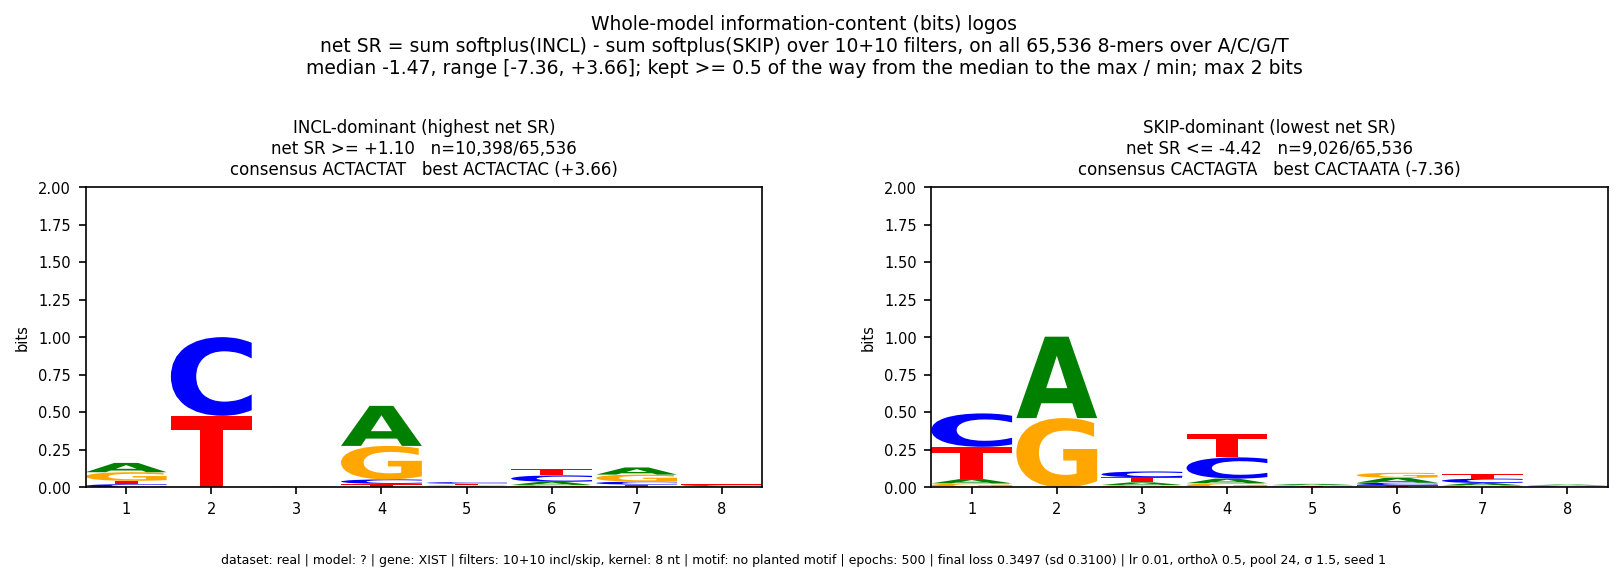 Whole-model information-content (bits) logos
net SR = sum softplus(INCL) - sum softplus(SKIP) over 10+10 filters, on all 65,536 8-mers over A/C/G/T
median -1.47, range [-7.36, +3.66]; kept >= 0.5 of the way from the median to the max / min; max 2 bits
INCL-dominant (highest net SR)
net SR >= +1.10 n=10,398/65,536
consensus ACTACTAT best ACTACTAC (+3.66)
2.00
1.75
1.50
1.25
1.00
0.75
0.50
0.25
0.00
bits
A G T C
C T
A G C T
C T
T C A
A G C
T
1 2 3 4 5 6 7 8
SKIP-dominant (lowest net SR)
net SR <= -4.42 n=9,026/65,536
consensus CACTAGTA best CACTAATA (-7.36)
2.00
1.75
1.50
1.25
1.00
0.75
0.50
0.25
0.00
bits
C T A G
A G
C T A
T C A G
A
G A C
T C A
1 2 3 4 5 6 7 8
dataset: real | model: ? | gene: XIST | filters: 10+10 incl/skip, kernel: 8 nt | motif: no planted motif | epochs: 500 | final loss 0.3497 (sd 0.3100) | lr 0.01, orthoλ 0.5, pool 24, σ 1.5, seed 1